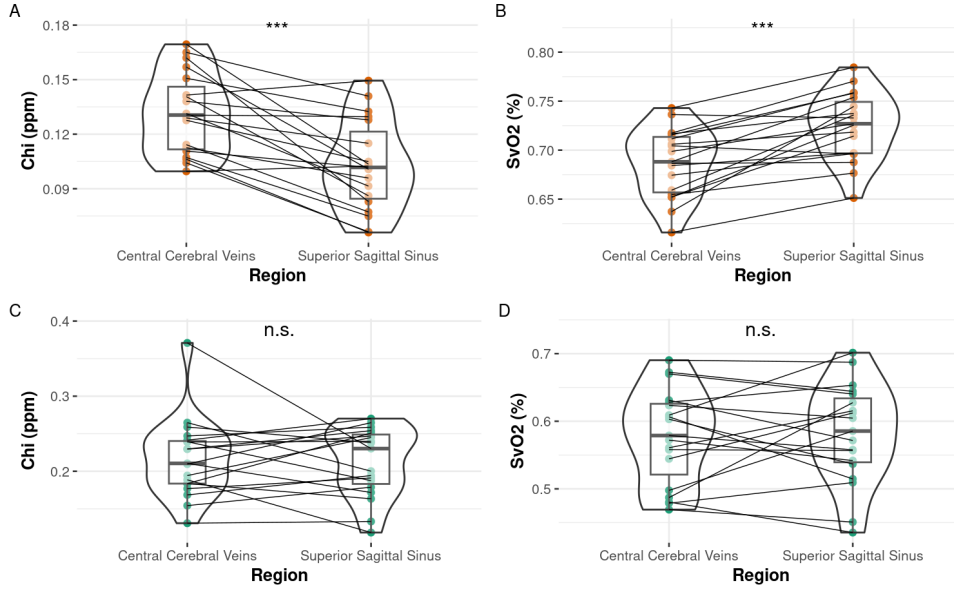 A
***
0.18
0.15
0.12
0.09
Chi (ppm)
Central Cerebral Veins Superior Sagittal Sinus
Region
B
***
0.80
0.75
0.70
0.65
SvO2 (%)
Central Cerebral Veins Superior Sagittal Sinus
Region
C
n.s.
0.4
0.3
0.2
Chi (ppm)
Central Cerebral Veins Superior Sagittal Sinus
Region
D
n.s.
0.7
0.6
0.5
SvO2 (%)
Central Cerebral Veins Superior Sagittal Sinus
Region